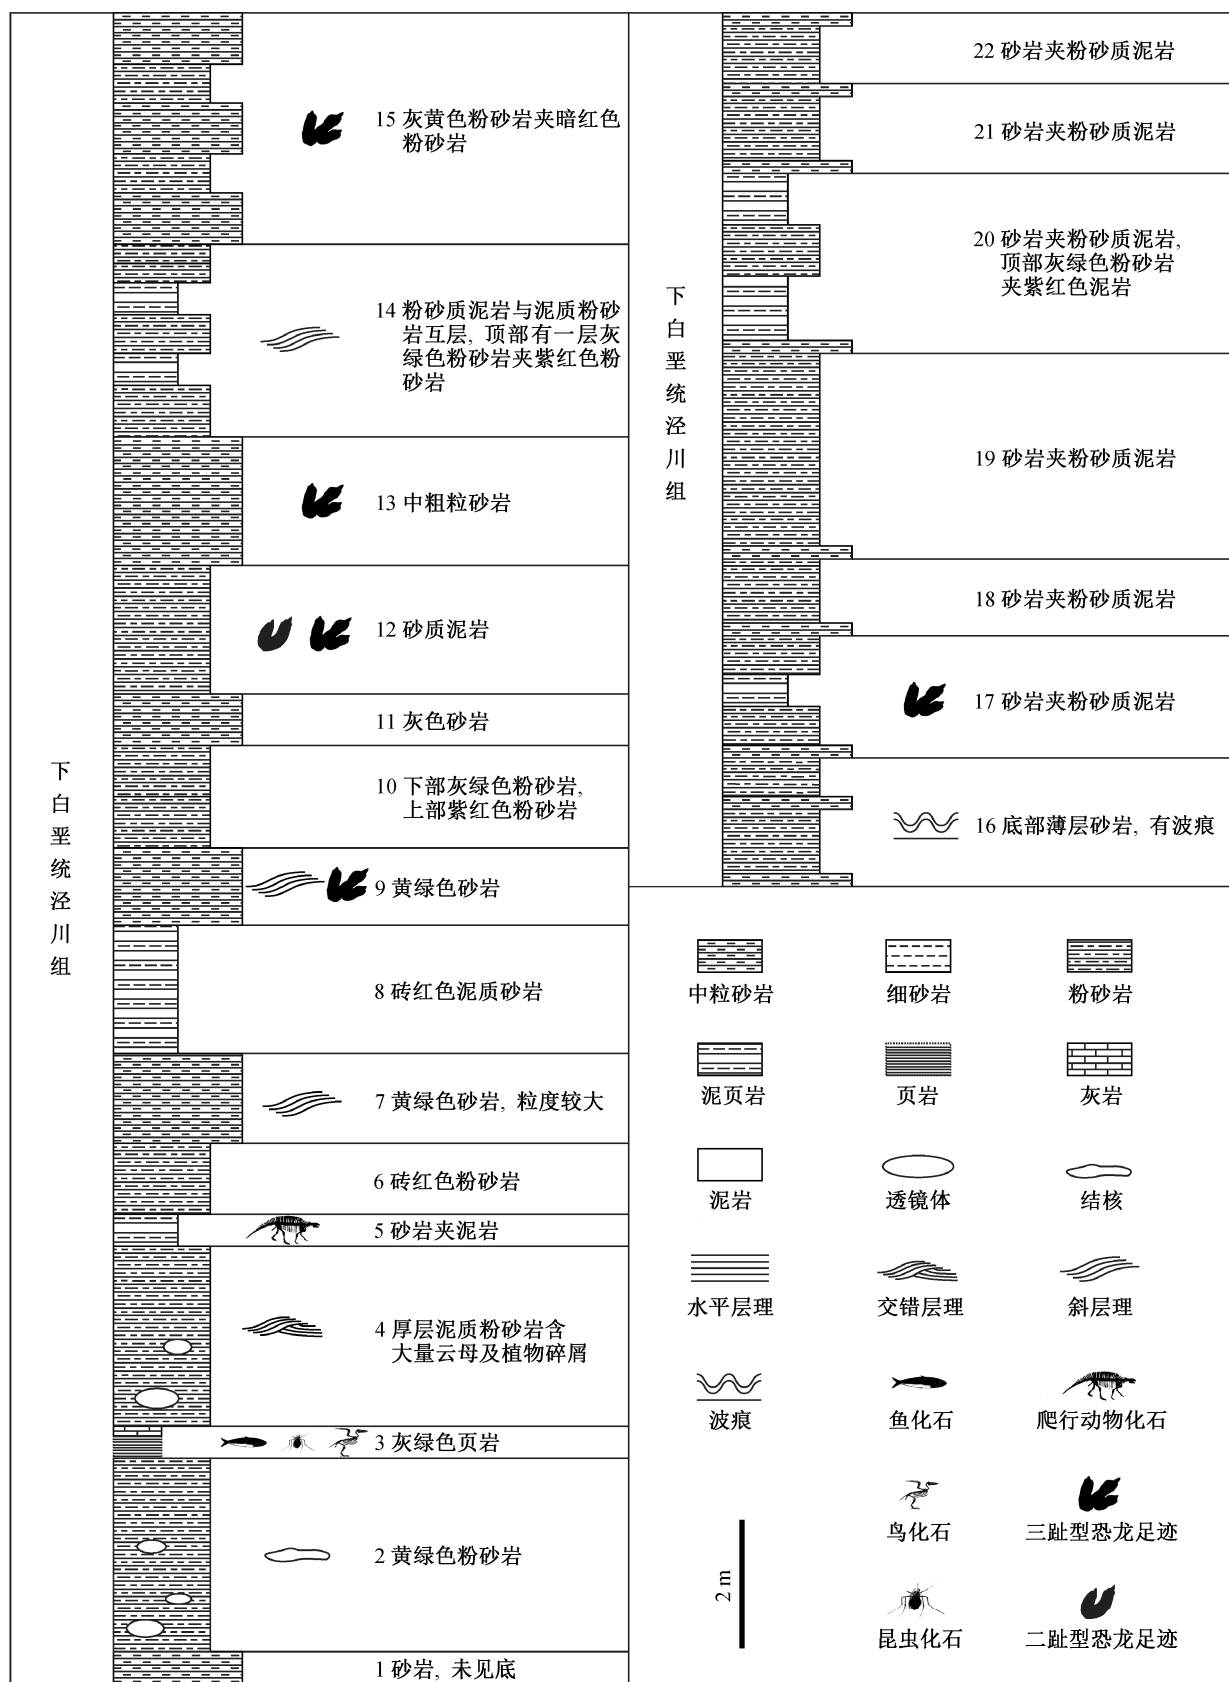 15 灰黄色粉砂岩夹暗红色
粉砂岩
14 粉砂质泥岩与泥质粉砂
岩互层, 顶部有一层灰
绿色粉砂岩夹紫红色粉
砂岩
13 中粗粒砂岩
12 砂质泥岩
11 灰色砂岩
10 下部灰绿色粉砂岩,
上部紫红色粉砂岩
9 黄绿色砂岩
8 砖红色泥质砂岩
7 黄绿色砂岩, 粒度较大
6 砖红色粉砂岩
5 砂岩夹泥岩
4 厚层泥质粉砂岩含
大量云母及植物碎屑
3 灰绿色页岩
2 黄绿色粉砂岩
1 砂岩, 未见底
下白垩统泾川组
22 砂岩夹粉砂质泥岩
21 砂岩夹粉砂质泥岩
20 砂岩夹粉砂质泥岩,
顶部灰绿色粉砂岩
夹紫红色泥岩
19 砂岩夹粉砂质泥岩
18 砂岩夹粉砂质泥岩
17 砂岩夹粉砂质泥岩
16 底部薄层砂岩, 有波痕
下白垩统泾川组
中粒砂岩 细砂岩 粉砂岩
泥页岩 页岩 灰岩
泥岩 透镜体 结核
水平层理 交错层理 斜层理
波痕 鱼化石 爬行动物化石
鸟化石 三趾型恐龙足迹
2 m
昆虫化石 二趾型恐龙足迹